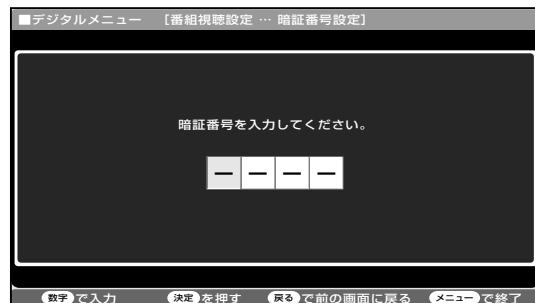 ■デジタルメニュー [番組視聴設定 … 暗証番号設定]
暗証番号を入力してください。
－ － － －
数字で入力 決定を押す 戻るで前の画面に戻る メニューで終了